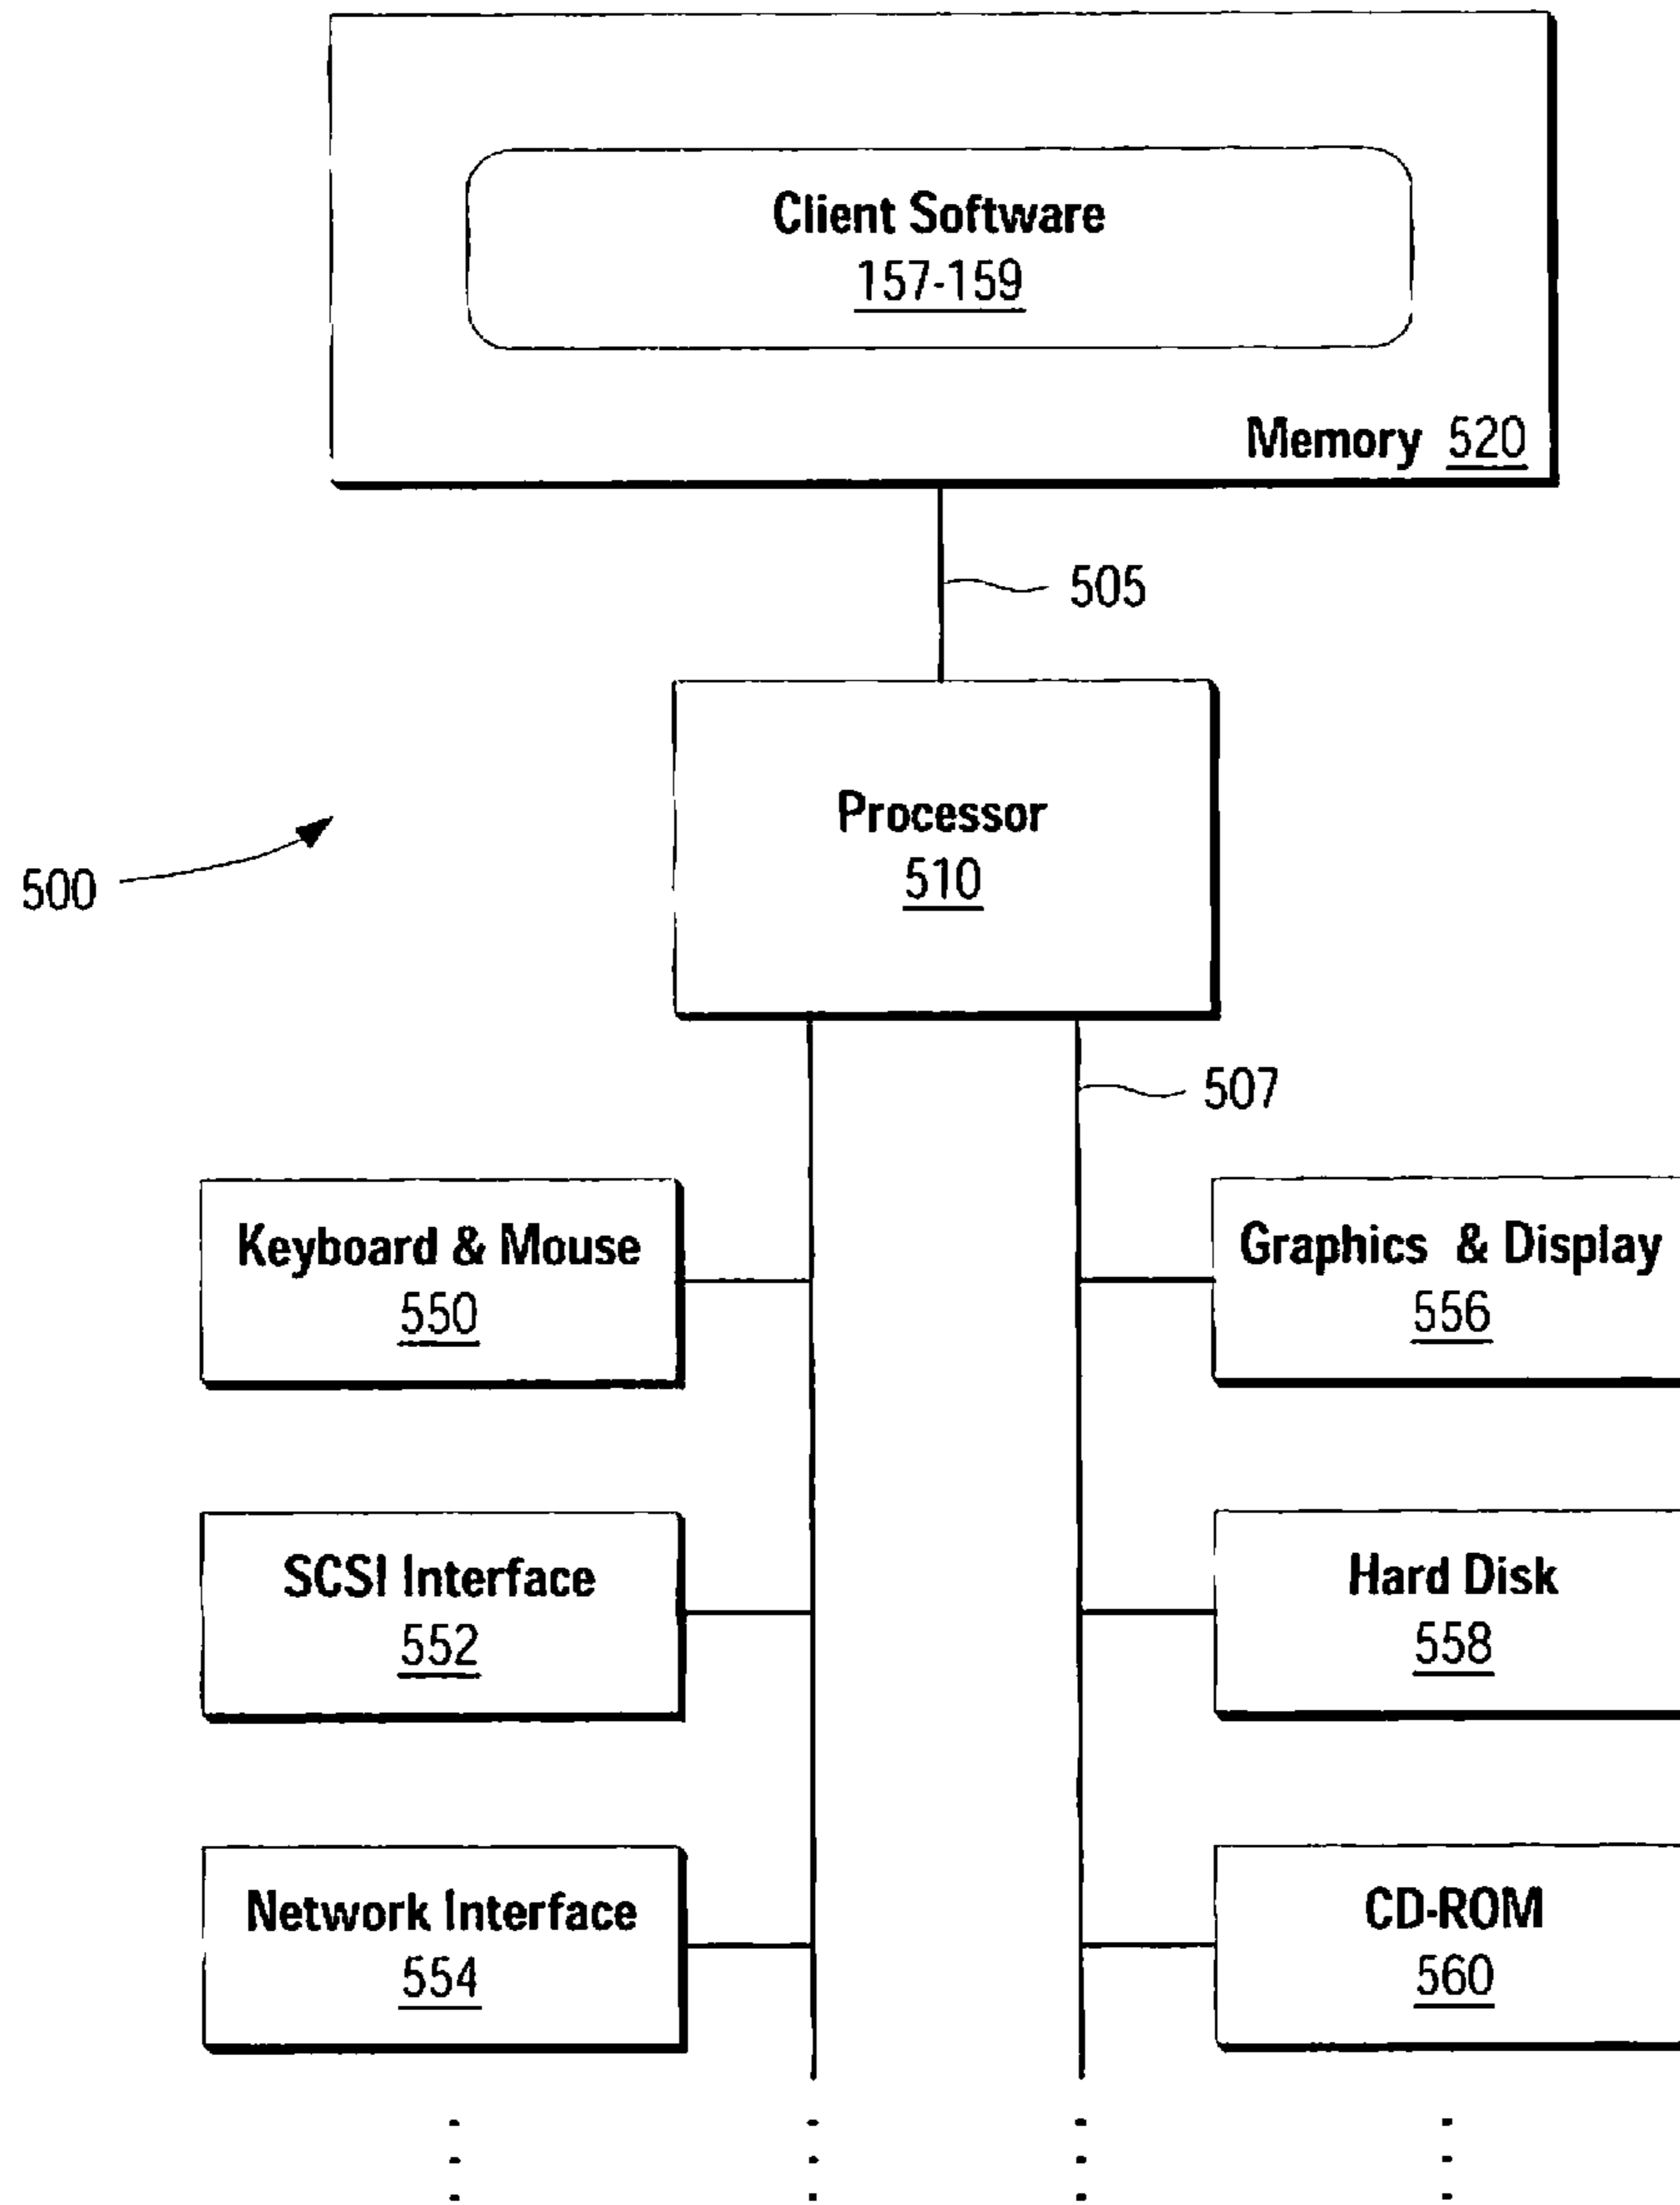 Client Software
157-159
Memory 520
505
Processor
510
500
507
Keyboard & Mouse
550
Graphics & Display
556
SCSI Interface
552
Hard Disk
558
Network Interface
554
CD-ROM
560